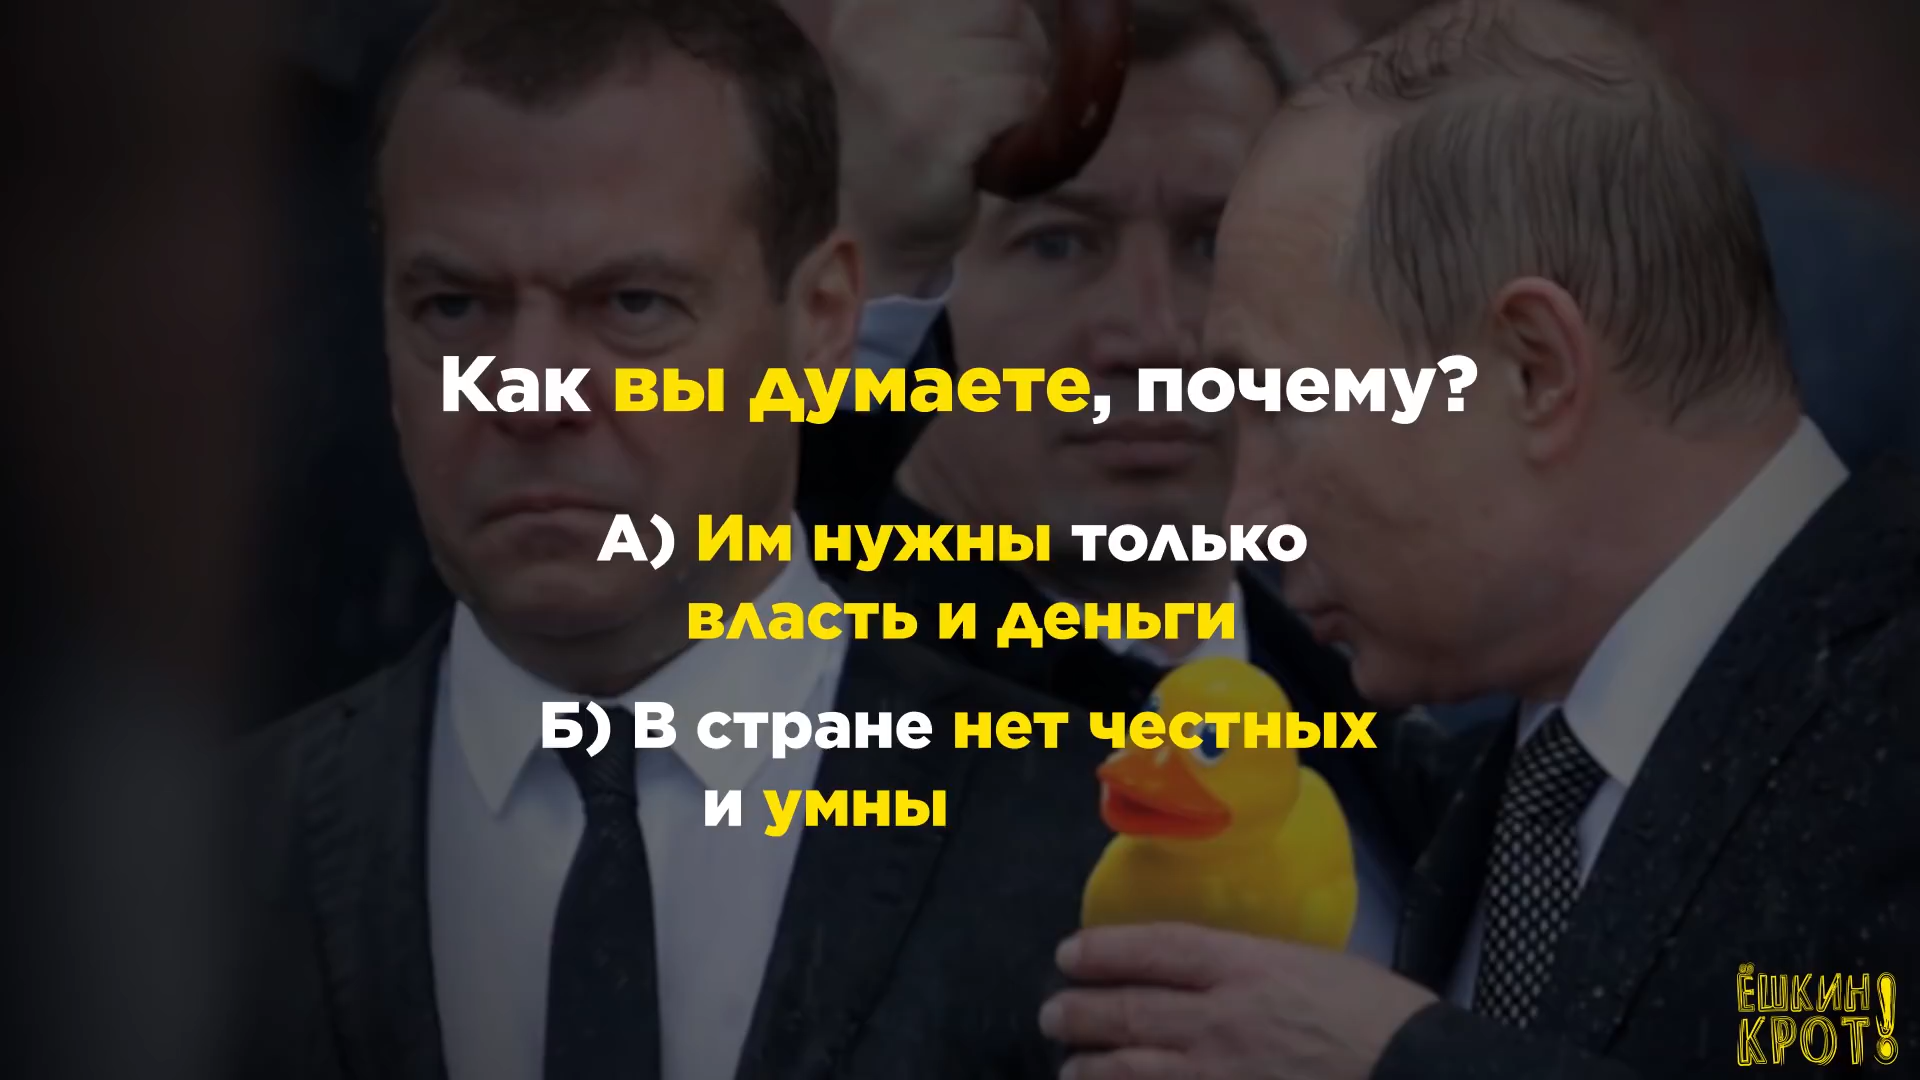 Как вы думаете, почему?
А) Им нужны только
власть и деньги
Б) В стране нет честных
и умны
ЁШКИН
КРОТ!